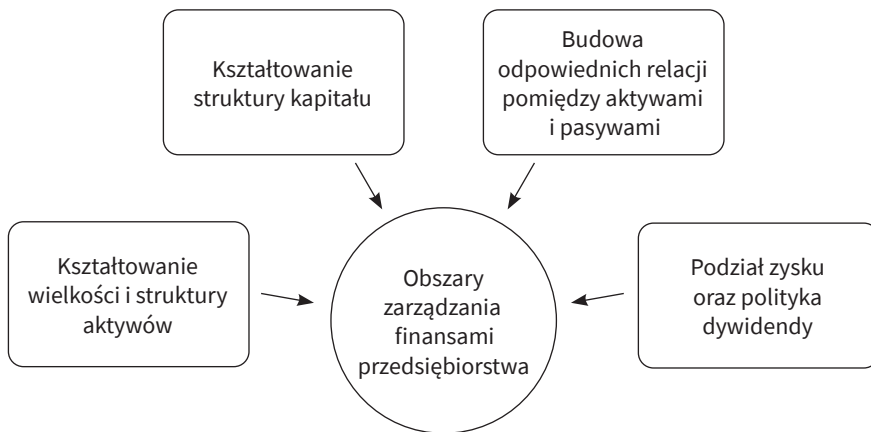 Kształtowanie
struktury kapitału
Budowa
odpowiednich relacji
pomiędzy aktywami
i pasywami
Kształtowanie
wielkości i struktury
aktywów
Obszary
zarządzania
finansami
przedsiębiorstwa
Podział zysku
oraz polityka
dywidendy